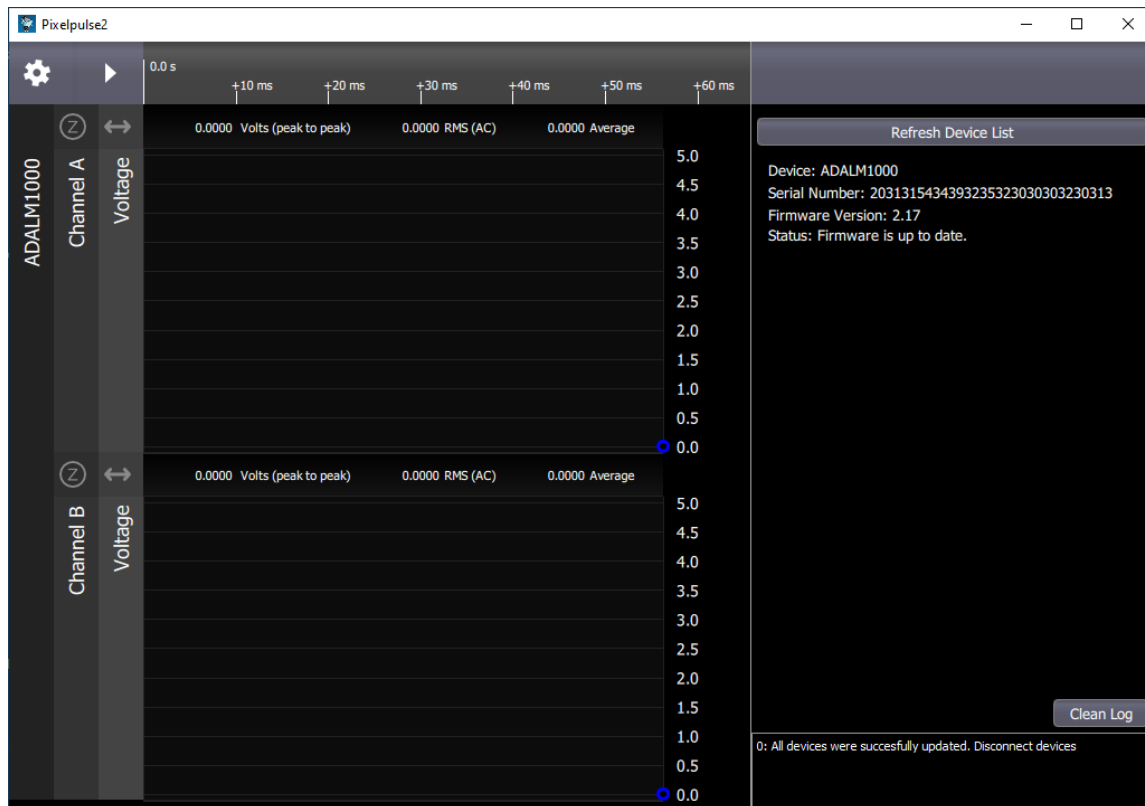 Pixelpulse2
0.0 s
+10 ms +20 ms +30 ms +40 ms +50 ms +60 ms
ADALM1000
Z
Channel A
Voltage
0.0000 Volts (peak to peak) 0.0000 RMS (AC) 0.0000 Average
5.0
4.5
4.0
3.5
3.0
2.5
2.0
1.5
1.0
0.5
0.0
Z
Channel B
Voltage
0.0000 Volts (peak to peak) 0.0000 RMS (AC) 0.0000 Average
5.0
4.5
4.0
3.5
3.0
2.5
2.0
1.5
1.0
0.5
0.0
Refresh Device List
Device: ADALM1000
Serial Number: 2031315434393235323030303230313
Firmware Version: 2.17
Status: Firmware is up to date.
Clean Log
0: All devices were succesfully updated. Disconnect devices